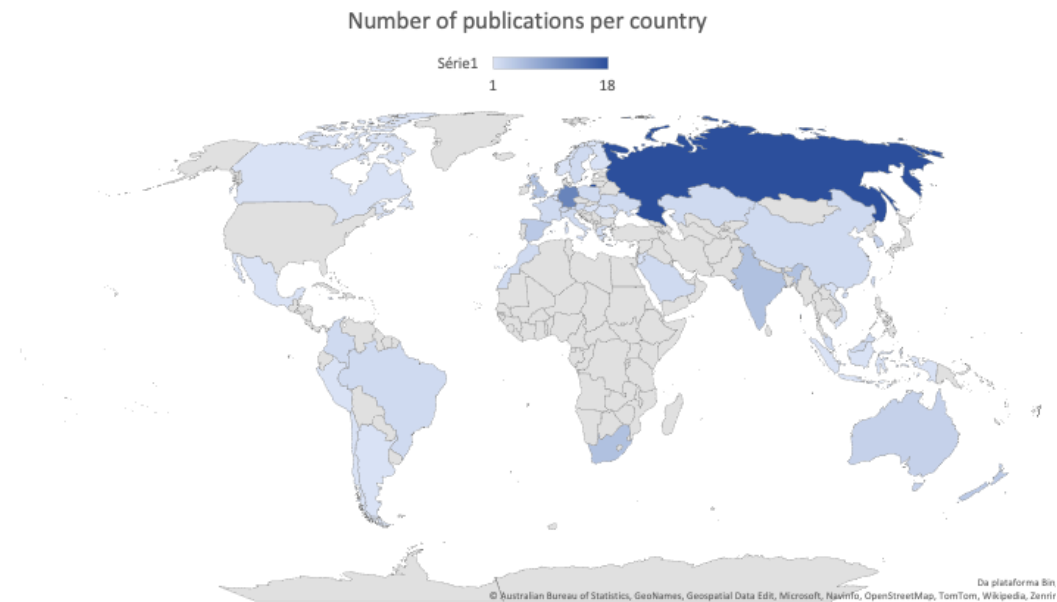 Number of publications per country
Série1
1 18
Da plataforma Bin
© Australian Bureau of Statistics, GeoNames, Geospatial Data Edit, Microsoft, Navinfo, OpenStreetMap, TomTom, Wikipedia, Zenrin